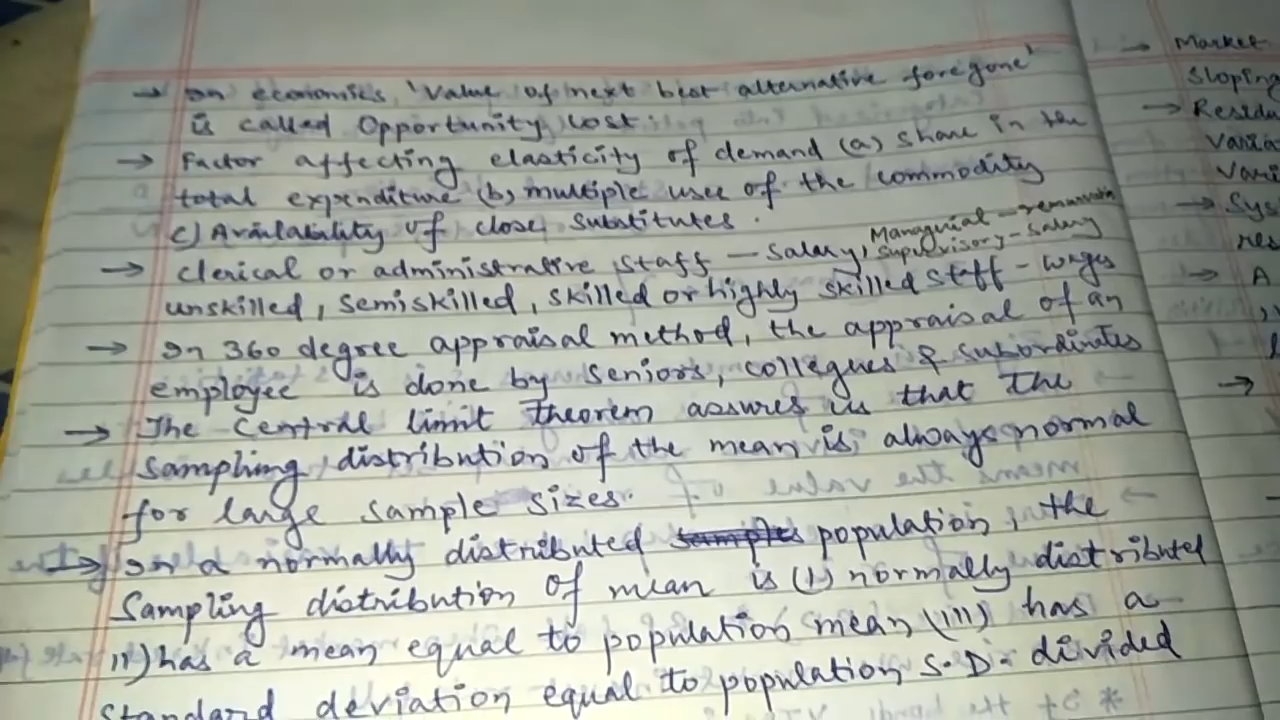 → In economics, 'Value of next best alternative foregone'
is called Opportunity Cost.
→ Factor affecting elasticity of demand (a) share in the
total expenditure (b) multiple uses of the commodity
c) Availability of close substitutes.
→ Clerical or administrative staff — Salary, Managerial — remuneration
Supervisory - Salary
unskilled, semiskilled, skilled or highly skilled staff - wages
→ In 360 degree appraisal method, the appraisal of an
employee is done by seniors, collegues & subordinates
→ The Central limit theorem assures us that the
sampling distribution of the mean is always normal
for large sample sizes.
→ In a normally distributed population, the
Sampling distribution of mean is (i) normally distributed
ii) has a mean equal to population mean (iii) has a
standard deviation equal to population S.D. divided
→ Market
Sloping
→ Residu
Varia
Vari
→ Sys
res
→ A
→